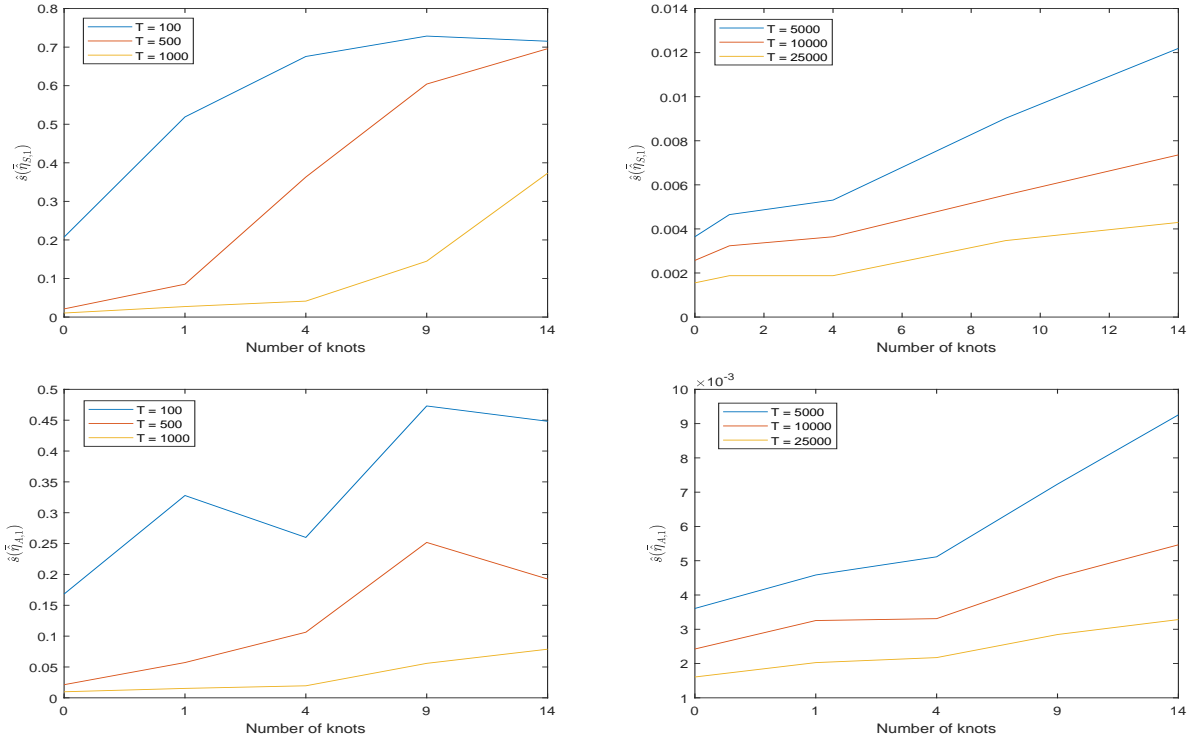 0.8
0.7
0.6
0.5
0.4
0.3
0.2
0.1
0
ŝ(η̄̂_{S,1})
T = 100
T = 500
T = 1000
0 1 4 9 14
Number of knots
0.014
0.012
0.01
0.008
0.006
0.004
0.002
0
ŝ(η̄̂_{S,1})
T = 5000
T = 10000
T = 25000
0 2 4 6 8 10 12 14
Number of knots
0.5
0.45
0.4
0.35
0.3
0.25
0.2
0.15
0.1
0.05
0
ŝ(η̄̂_{A,1})
T = 100
T = 500
T = 1000
0 1 4 9 14
Number of knots
×10⁻³
10
9
8
7
6
5
4
3
2
1
ŝ(η̄̂_{A,1})
T = 5000
T = 10000
T = 25000
0 1 4 9 14
Number of knots